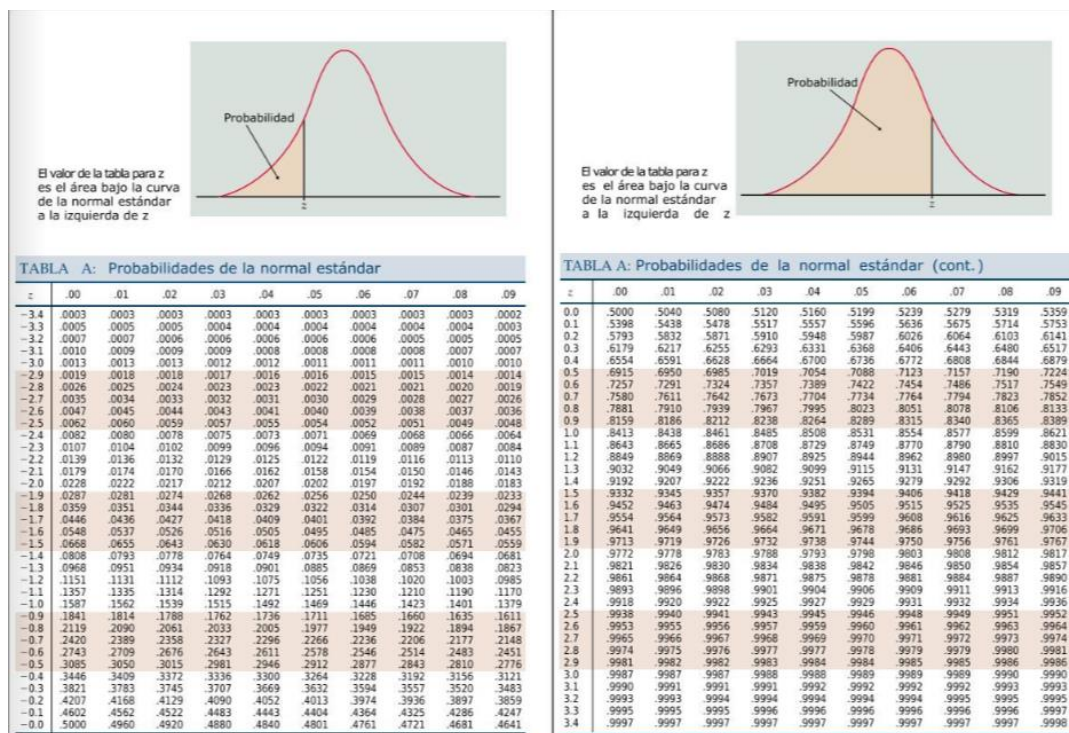 Probabilidad
El valor de la tabla para z
es el área bajo la curva
de la normal estándar
a la izquierda de z
z
TABLA A: Probabilidades de la normal estándar
z .00 .01 .02 .03 .04 .05 .06 .07 .08 .09
−3.4 .0003 .0003 .0003 .0003 .0003 .0003 .0003 .0003 .0003 .0002
−3.3 .0005 .0005 .0005 .0004 .0004 .0004 .0004 .0004 .0004 .0003
−3.2 .0007 .0007 .0006 .0006 .0006 .0006 .0006 .0005 .0005 .0005
−3.1 .0010 .0009 .0009 .0009 .0008 .0008 .0008 .0008 .0007 .0007
−3.0 .0013 .0013 .0013 .0012 .0012 .0011 .0011 .0011 .0010 .0010
−2.9 .0019 .0018 .0018 .0017 .0016 .0016 .0015 .0015 .0014 .0014
−2.8 .0026 .0025 .0024 .0023 .0023 .0022 .0021 .0021 .0020 .0019
−2.7 .0035 .0034 .0033 .0032 .0031 .0030 .0029 .0028 .0027 .0026
−2.6 .0047 .0045 .0044 .0043 .0041 .0040 .0039 .0038 .0037 .0036
−2.5 .0062 .0060 .0059 .0057 .0055 .0054 .0052 .0051 .0049 .0048
−2.4 .0082 .0080 .0078 .0075 .0073 .0071 .0069 .0068 .0066 .0064
−2.3 .0107 .0104 .0102 .0099 .0096 .0094 .0091 .0089 .0087 .0084
−2.2 .0139 .0136 .0132 .0129 .0125 .0122 .0119 .0116 .0113 .0110
−2.1 .0179 .0174 .0170 .0166 .0162 .0158 .0154 .0150 .0146 .0143
−2.0 .0228 .0222 .0217 .0212 .0207 .0202 .0197 .0192 .0188 .0183
−1.9 .0287 .0281 .0274 .0268 .0262 .0256 .0250 .0244 .0239 .0233
−1.8 .0359 .0351 .0344 .0336 .0329 .0322 .0314 .0307 .0301 .0294
−1.7 .0446 .0436 .0427 .0418 .0409 .0401 .0392 .0384 .0375 .0367
−1.6 .0548 .0537 .0526 .0516 .0505 .0495 .0485 .0475 .0465 .0455
−1.5 .0668 .0655 .0643 .0630 .0618 .0606 .0594 .0582 .0571 .0559
−1.4 .0808 .0793 .0778 .0764 .0749 .0735 .0721 .0708 .0694 .0681
−1.3 .0968 .0951 .0934 .0918 .0901 .0885 .0869 .0853 .0838 .0823
−1.2 .1151 .1131 .1112 .1093 .1075 .1056 .1038 .1020 .1003 .0985
−1.1 .1357 .1335 .1314 .1292 .1271 .1251 .1230 .1210 .1190 .1170
−1.0 .1587 .1562 .1539 .1515 .1492 .1469 .1446 .1423 .1401 .1379
−0.9 .1841 .1814 .1788 .1762 .1736 .1711 .1685 .1660 .1635 .1611
−0.8 .2119 .2090 .2061 .2033 .2005 .1977 .1949 .1922 .1894 .1867
−0.7 .2420 .2389 .2358 .2327 .2296 .2266 .2236 .2206 .2177 .2148
−0.6 .2743 .2709 .2676 .2643 .2611 .2578 .2546 .2514 .2483 .2451
−0.5 .3085 .3050 .3015 .2981 .2946 .2912 .2877 .2843 .2810 .2776
−0.4 .3446 .3409 .3372 .3336 .3300 .3264 .3228 .3192 .3156 .3121
−0.3 .3821 .3783 .3745 .3707 .3669 .3632 .3594 .3557 .3520 .3483
−0.2 .4207 .4168 .4129 .4090 .4052 .4013 .3974 .3936 .3897 .3859
−0.1 .4602 .4562 .4522 .4483 .4443 .4404 .4364 .4325 .4286 .4247
−0.0 .5000 .4960 .4920 .4880 .4840 .4801 .4761 .4721 .4681 .4641
Probabilidad
El valor de la tabla para z
es el área bajo la curva
de la normal estándar
a la izquierda de z
z
TABLA A: Probabilidades de la normal estándar (cont.)
z .00 .01 .02 .03 .04 .05 .06 .07 .08 .09
0.0 .5000 .5040 .5080 .5120 .5160 .5199 .5239 .5279 .5319 .5359
0.1 .5398 .5438 .5478 .5517 .5557 .5596 .5636 .5675 .5714 .5753
0.2 .5793 .5832 .5871 .5910 .5948 .5987 .6026 .6064 .6103 .6141
0.3 .6179 .6217 .6255 .6293 .6331 .6368 .6406 .6443 .6480 .6517
0.4 .6554 .6591 .6628 .6664 .6700 .6736 .6772 .6808 .6844 .6879
0.5 .6915 .6950 .6985 .7019 .7054 .7088 .7123 .7157 .7190 .7224
0.6 .7257 .7291 .7324 .7357 .7389 .7422 .7454 .7486 .7517 .7549
0.7 .7580 .7611 .7642 .7673 .7704 .7734 .7764 .7794 .7823 .7852
0.8 .7881 .7910 .7939 .7967 .7995 .8023 .8051 .8078 .8106 .8133
0.9 .8159 .8186 .8212 .8238 .8264 .8289 .8315 .8340 .8365 .8389
1.0 .8413 .8438 .8461 .8485 .8508 .8531 .8554 .8577 .8599 .8621
1.1 .8643 .8665 .8686 .8708 .8729 .8749 .8770 .8790 .8810 .8830
1.2 .8849 .8869 .8888 .8907 .8925 .8944 .8962 .8980 .8997 .9015
1.3 .9032 .9049 .9066 .9082 .9099 .9115 .9131 .9147 .9162 .9177
1.4 .9192 .9207 .9222 .9236 .9251 .9265 .9279 .9292 .9306 .9319
1.5 .9332 .9345 .9357 .9370 .9382 .9394 .9406 .9418 .9429 .9441
1.6 .9452 .9463 .9474 .9484 .9495 .9505 .9515 .9525 .9535 .9545
1.7 .9554 .9564 .9573 .9582 .9591 .9599 .9608 .9616 .9625 .9633
1.8 .9641 .9649 .9656 .9664 .9671 .9678 .9686 .9693 .9699 .9706
1.9 .9713 .9719 .9726 .9732 .9738 .9744 .9750 .9756 .9761 .9767
2.0 .9772 .9778 .9783 .9788 .9793 .9798 .9803 .9808 .9812 .9817
2.1 .9821 .9826 .9830 .9834 .9838 .9842 .9846 .9850 .9854 .9857
2.2 .9861 .9864 .9868 .9871 .9875 .9878 .9881 .9884 .9887 .9890
2.3 .9893 .9896 .9898 .9901 .9904 .9906 .9909 .9911 .9913 .9916
2.4 .9918 .9920 .9922 .9925 .9927 .9929 .9931 .9932 .9934 .9936
2.5 .9938 .9940 .9941 .9943 .9945 .9946 .9948 .9949 .9951 .9952
2.6 .9953 .9955 .9956 .9957 .9959 .9960 .9961 .9962 .9963 .9964
2.7 .9965 .9966 .9967 .9968 .9969 .9970 .9971 .9972 .9973 .9974
2.8 .9974 .9975 .9976 .9977 .9977 .9978 .9979 .9979 .9980 .9981
2.9 .9981 .9982 .9982 .9983 .9984 .9984 .9985 .9985 .9986 .9986
3.0 .9987 .9987 .9987 .9988 .9988 .9989 .9989 .9989 .9990 .9990
3.1 .9990 .9991 .9991 .9991 .9992 .9992 .9992 .9992 .9993 .9993
3.2 .9993 .9993 .9994 .9994 .9994 .9994 .9994 .9995 .9995 .9995
3.3 .9995 .9995 .9995 .9996 .9996 .9996 .9996 .9996 .9996 .9997
3.4 .9997 .9997 .9997 .9997 .9997 .9997 .9997 .9997 .9997 .9998